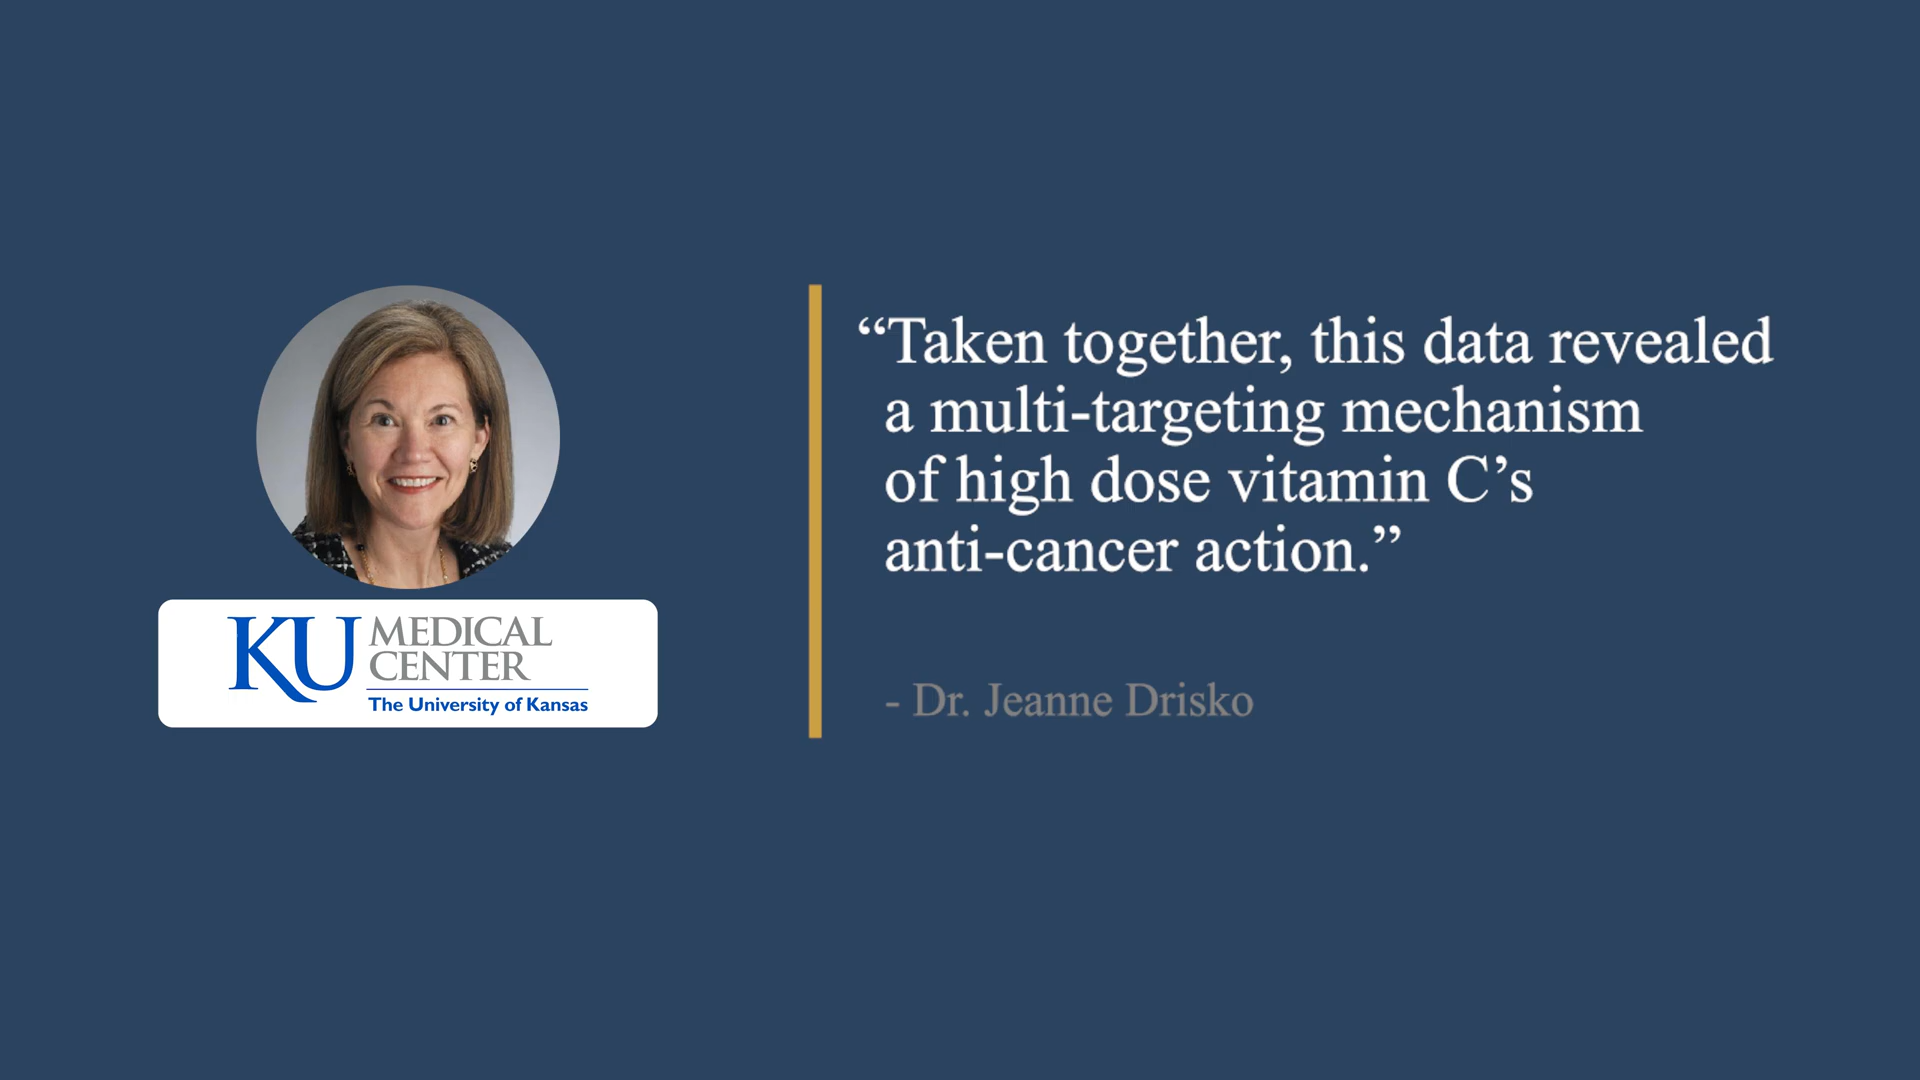 KU MEDICAL
CENTER
The University of Kansas
“Taken together, this data revealed
a multi-targeting mechanism
of high dose vitamin C’s
anti-cancer action.”
- Dr. Jeanne Drisko